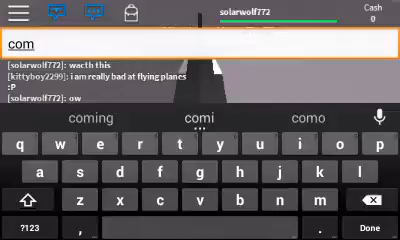 solarwolf772
Cash
0
com
[solarwolf772]: wacth this
[kittyboy2299]: i am really bad at flying planes
:P
[solarwolf772]: ow
coming comi como
q w e r t y u i o p
a s d f g h j k l
z x c v b n m
?123 , . Done